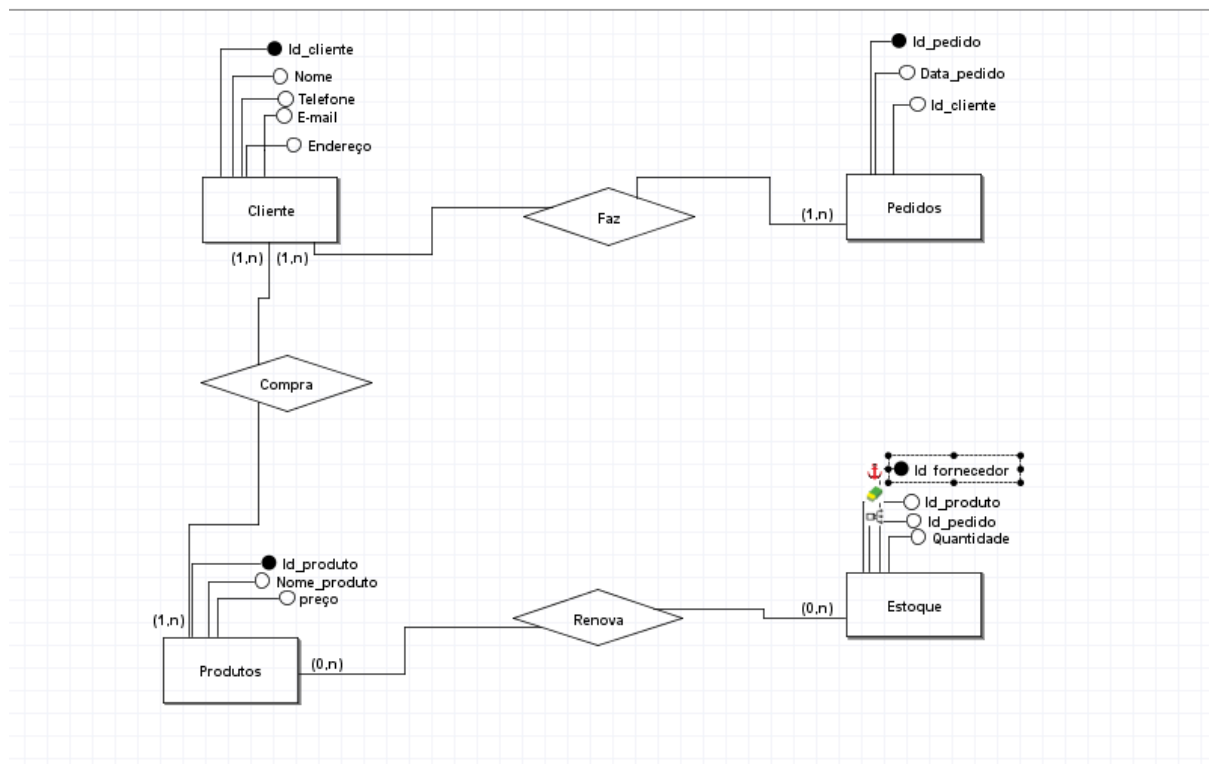 Id_cliente
Nome
Telefone
E-mail
Endereço
Cliente
(1,n) (1,n)
Faz
Id_pedido
Data_pedido
Id_cliente
(1,n)
Pedidos
Compra
Id_produto
Nome_produto
preço
(1,n)
Produtos
(0,n)
Renova
Id fornecedor
Id_produto
Id_pedido
Quantidade
(0,n)
Estoque